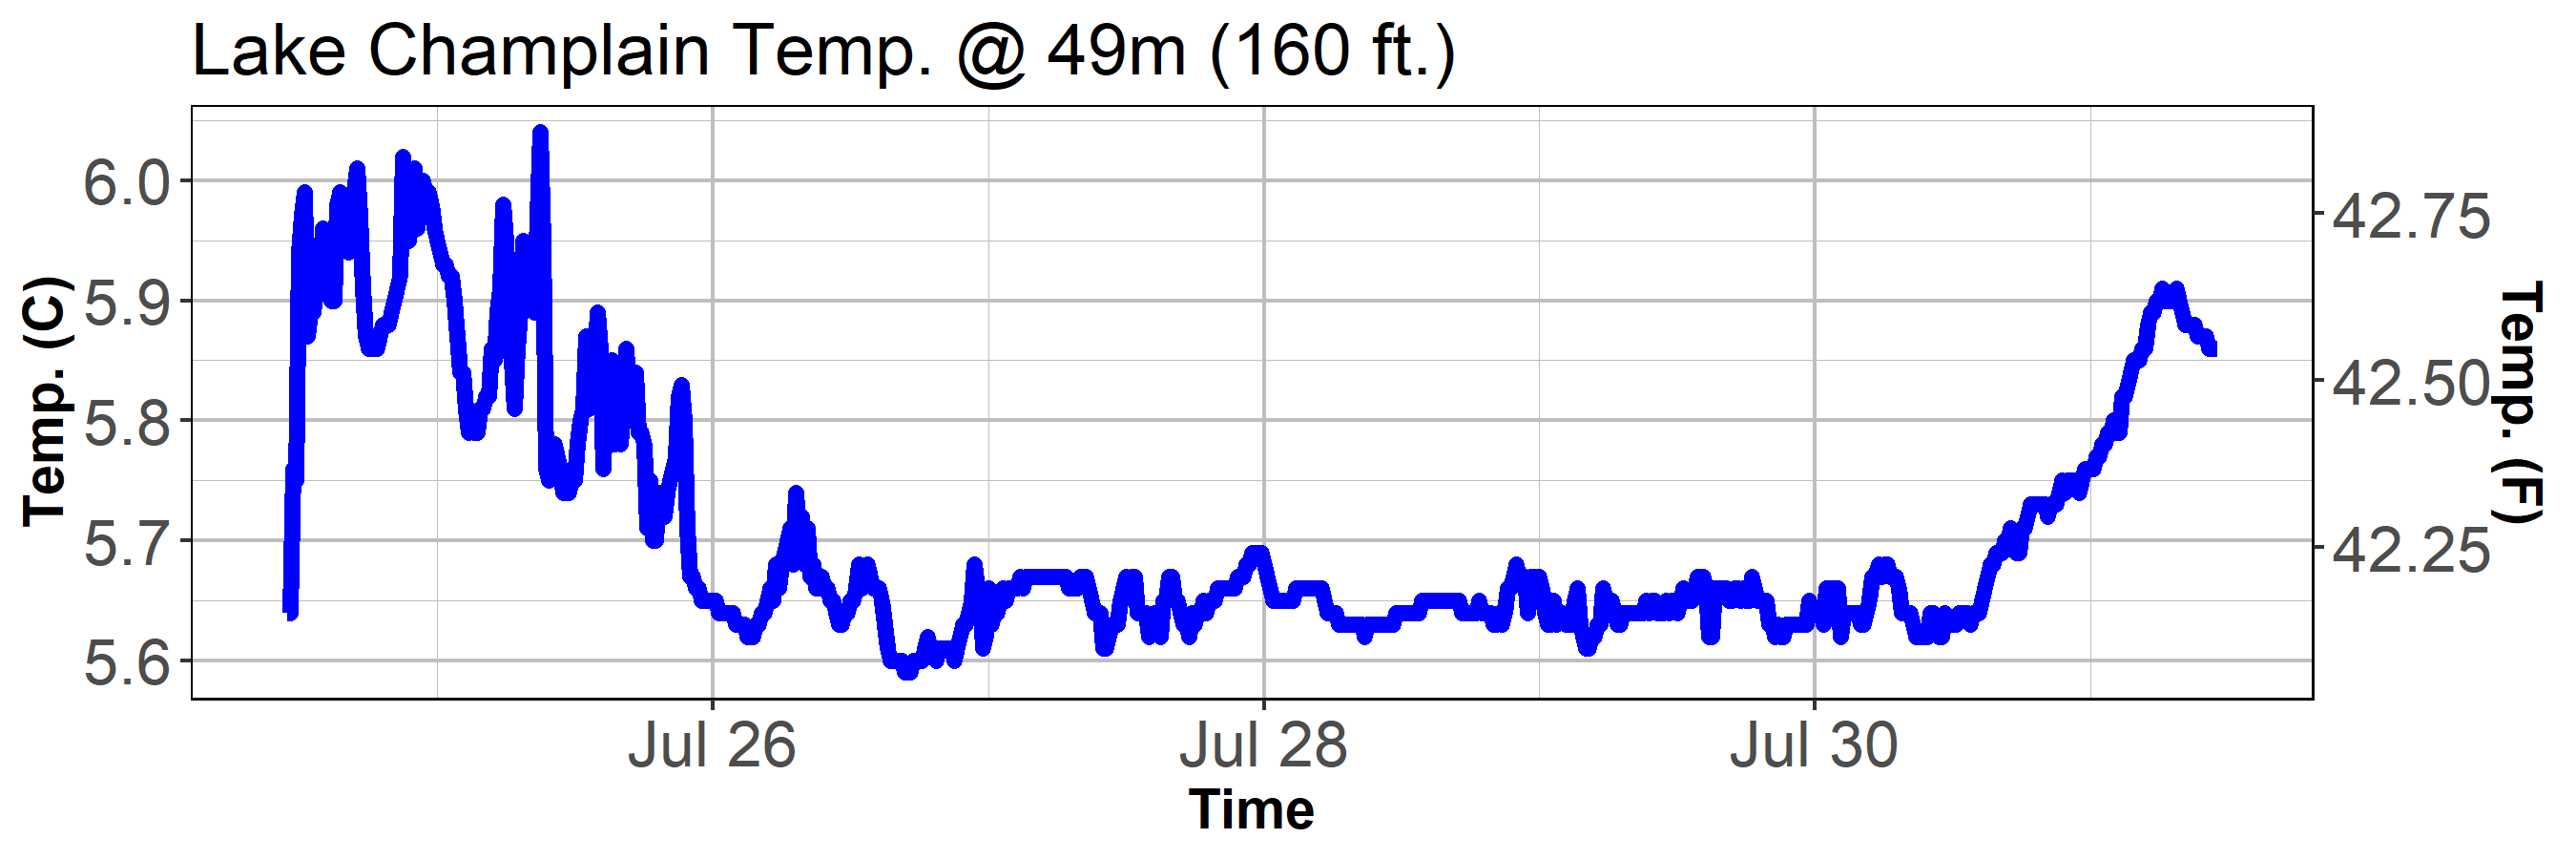 Lake Champlain Temp. @ 49m (160 ft.)
Temp. (C)
6.0
5.9
5.8
5.7
5.6
42.75
42.50
42.25
Temp. (F)
Jul 26
Jul 28
Jul 30
Time